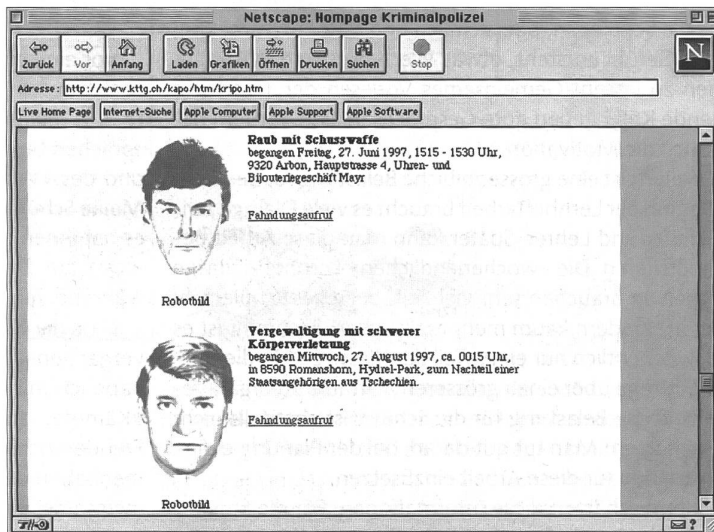 Netscape: Hompage Kriminalpolizei
Zurück Vor Anfang Laden Grafiken Öffnen Drucken Suchen Stop
N
Adresse: http://www.kttg.ch/kapo/htm/kripo.htm
Live Home Page Internet-Suche Apple Computer Apple Support Apple Software
Raub mit Schusswaffe
begangen Freitag, 27. Juni 1997, 1515 - 1530 Uhr,
9320 Arbon, Hauptstrasse 4, Uhren- und
Bijouteriegeschäft Mayr
Fahndungsaufruf
Robotbild
Vergewaltigung mit schwerer
Körperverletzung
begangen Mittwoch, 27. August 1997, ca. 0015 Uhr,
in 8590 Romanshorn, Hydrel-Park, zum Nachteil einer
Staatsangehörigen aus Tschechien.
Fahndungsaufruf
Robotbild
?